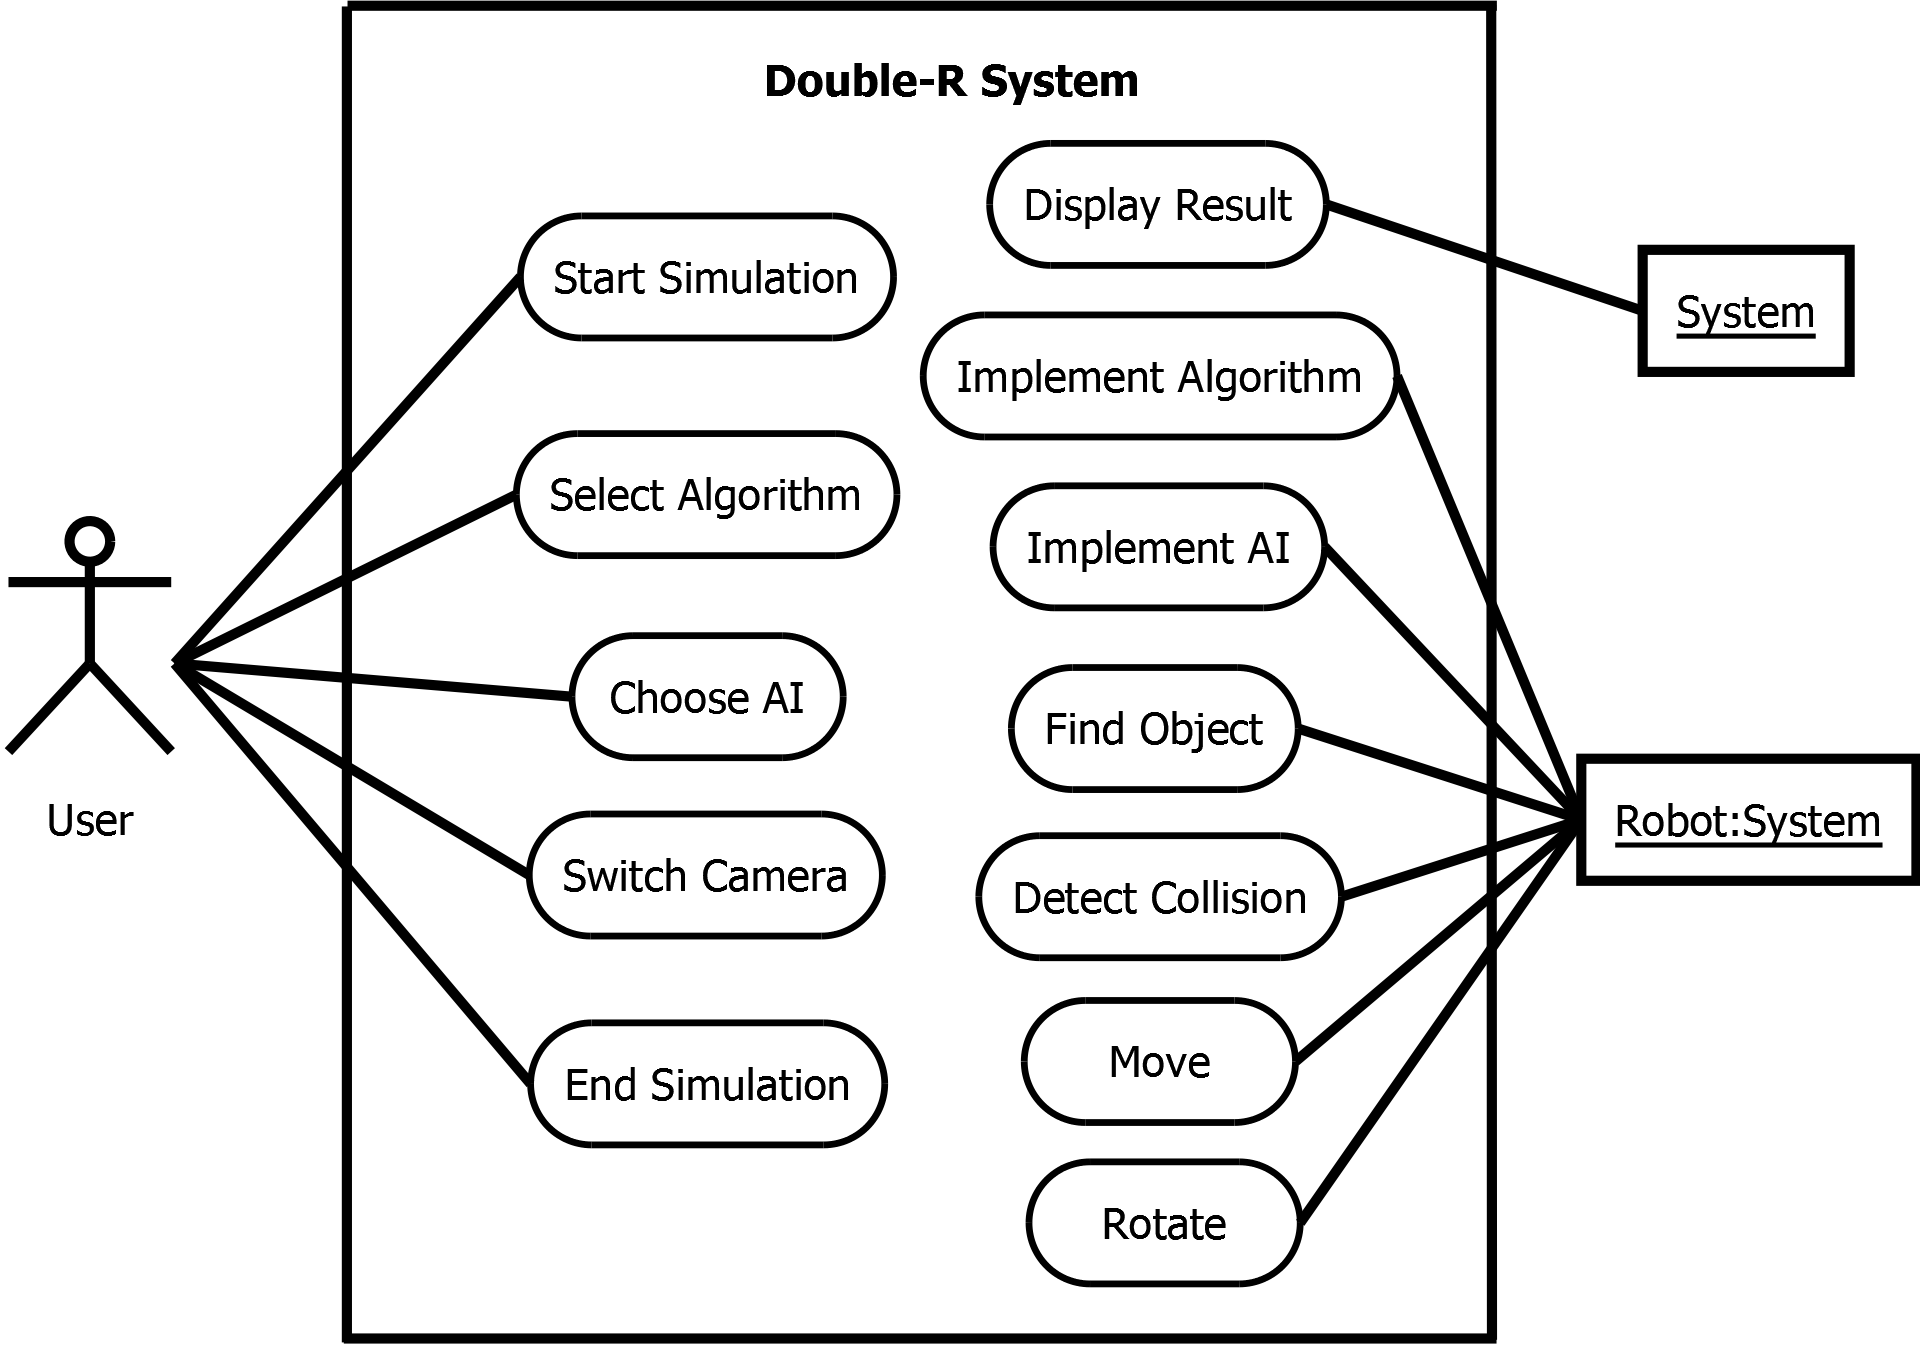 Double-R System
Display Result
Start Simulation
System
Implement Algorithm
Select Algorithm
Implement AI
Choose AI
Find Object
User
Robot:System
Switch Camera
Detect Collision
Move
End Simulation
Rotate